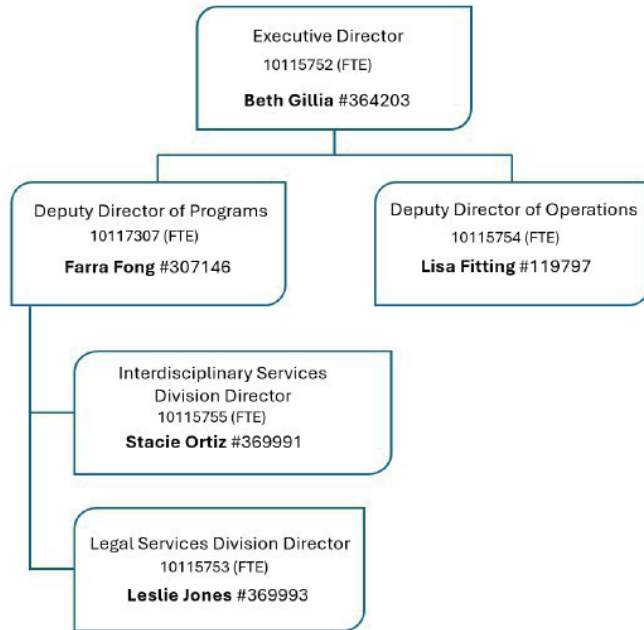 Executive Director
10115752 (FTE)
Beth Gillia #364203
Deputy Director of Programs
10117307 (FTE)
Farra Fong #307146
Deputy Director of Operations
10115754 (FTE)
Lisa Fitting #119797
Interdisciplinary Services
Division Director
10115755 (FTE)
Stacie Ortiz #369991
Legal Services Division Director
10115753 (FTE)
Leslie Jones #369993